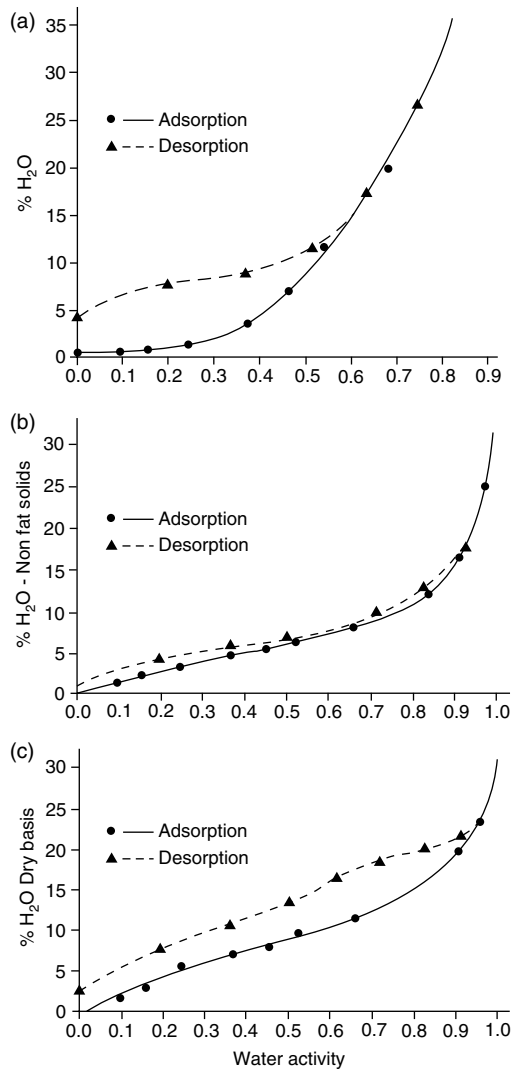 (a)
35
30
25
20
15
10
5
0
% H₂O
Adsorption
Desorption
0.0 0.1 0.2 0.3 0.4 0.5 0.6 0.7 0.8 0.9
(b)
30
25
20
15
10
5
0
% H₂O - Non fat solids
Adsorption
Desorption
0.0 0.1 0.2 0.3 0.4 0.5 0.6 0.7 0.8 0.9 1.0
(c)
30
25
20
15
10
5
0
% H₂O Dry basis
Adsorption
Desorption
0.0 0.1 0.2 0.3 0.4 0.5 0.6 0.7 0.8 0.9 1.0
Water activity